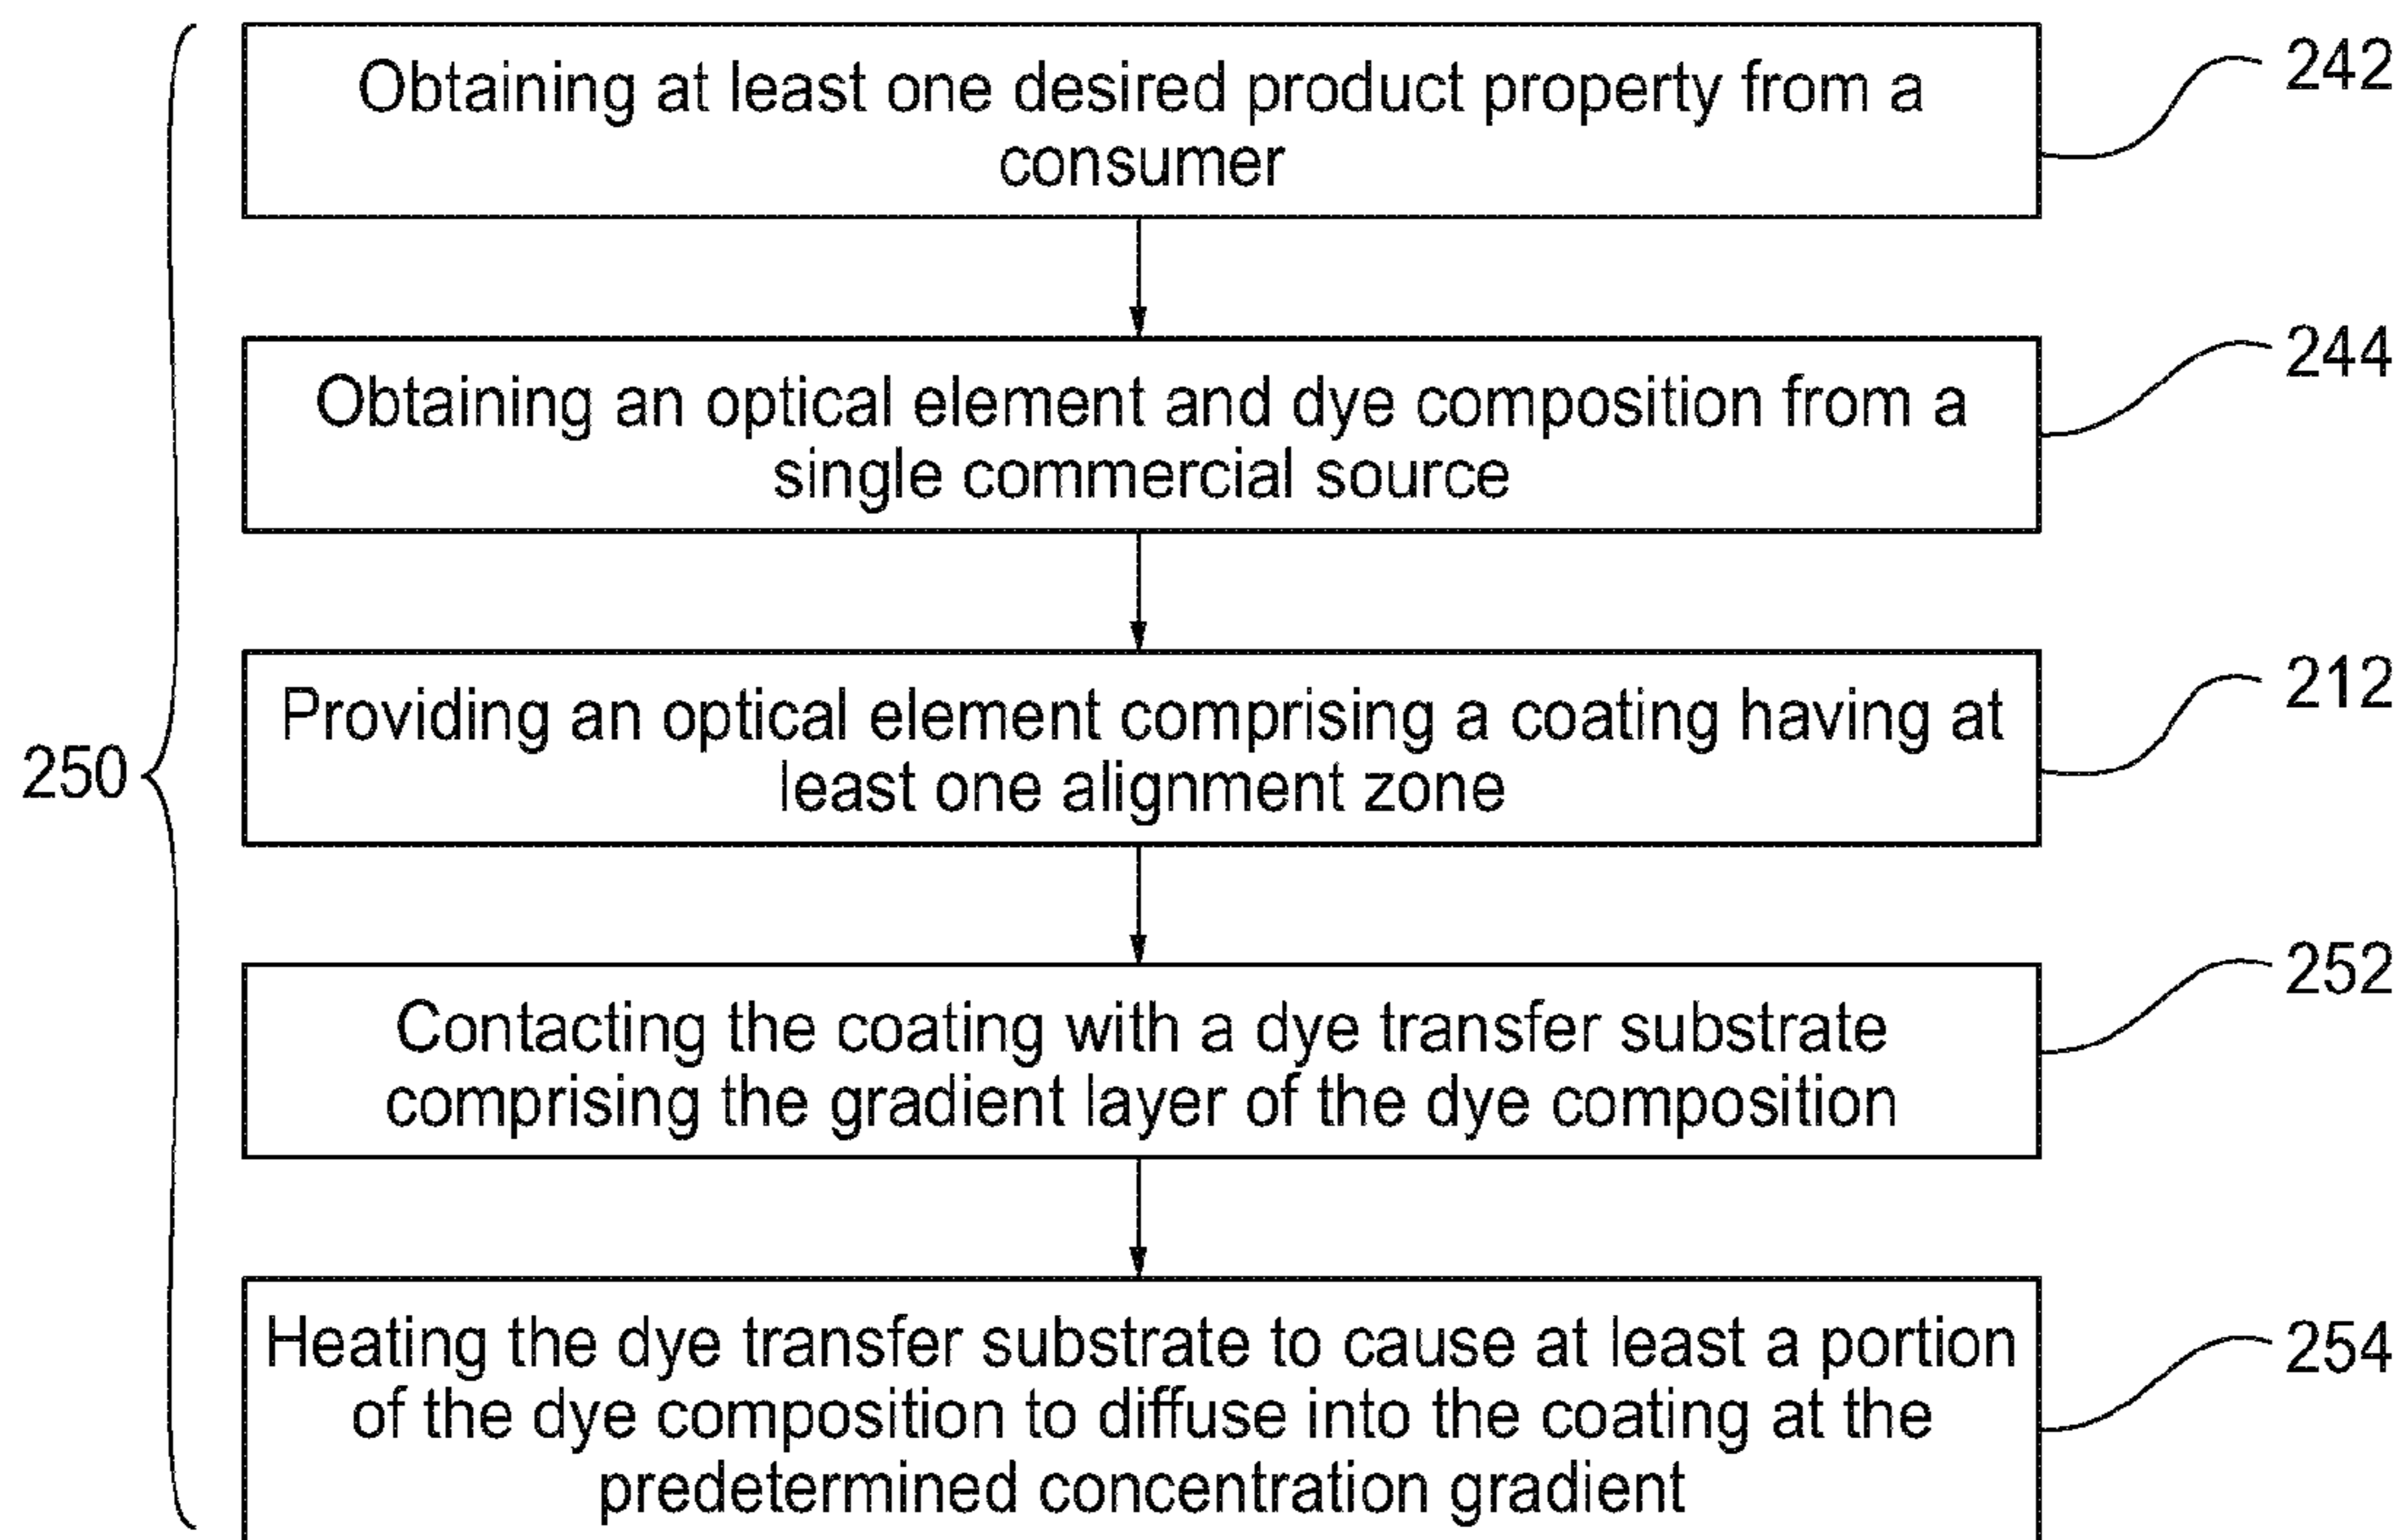 Obtaining at least one desired product property from a
consumer
242
Obtaining an optical element and dye composition from a
single commercial source
244
Providing an optical element comprising a coating having at
least one alignment zone
212
250
Contacting the coating with a dye transfer substrate
comprising the gradient layer of the dye composition
252
Heating the dye transfer substrate to cause at least a portion
of the dye composition to diffuse into the coating at the
predetermined concentration gradient
254